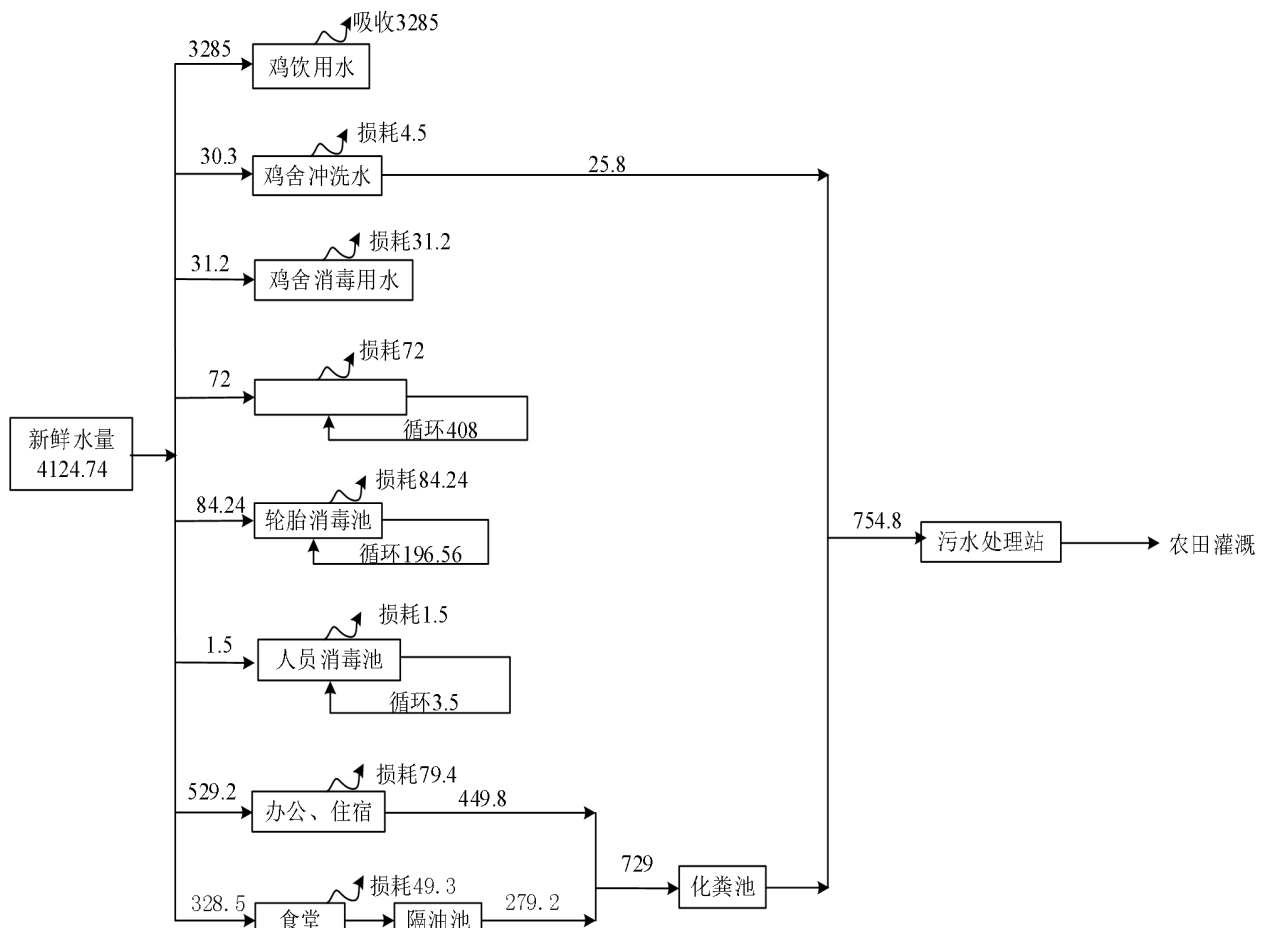 吸收3285
3285
鸡饮用水
损耗4.5
30.3
鸡舍冲洗水
25.8
损耗31.2
31.2
鸡舍消毒用水
损耗72
72
循环408
新鲜水量
4124.74
损耗84.24
84.24
轮胎消毒池
循环196.56
754.8
污水处理站
农田灌溉
损耗1.5
1.5
人员消毒池
循环3.5
损耗79.4
529.2
办公、住宿
449.8
729
化粪池
损耗49.3
328.5
食堂
隔油池
279.2